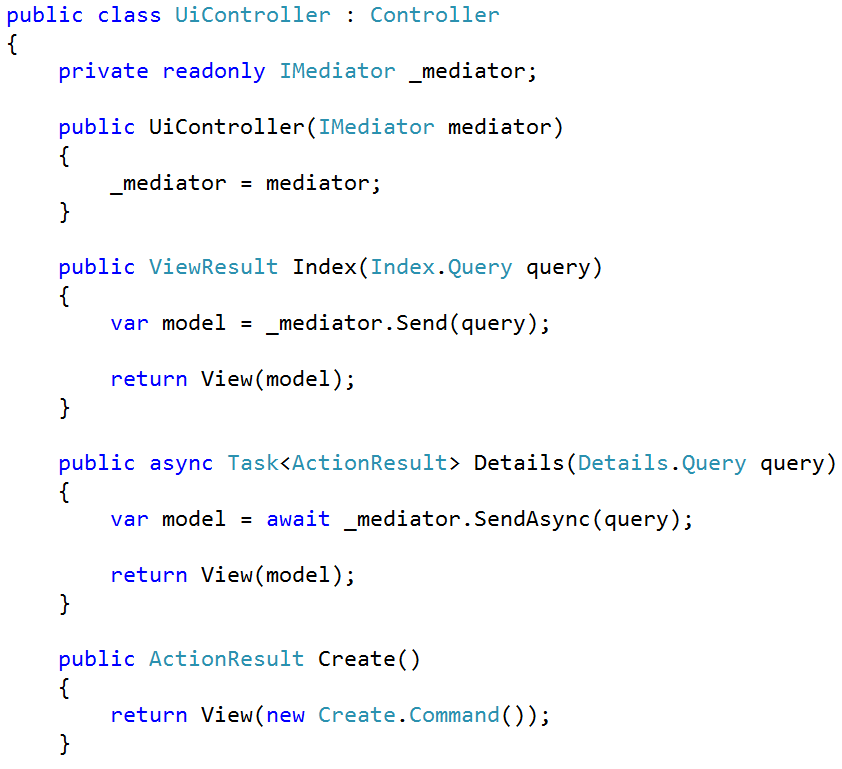 public class UiController : Controller
{
    private readonly IMediator _mediator;

    public UiController(IMediator mediator)
    {
        _mediator = mediator;
    }

    public ViewResult Index(Index.Query query)
    {
        var model = _mediator.Send(query);

        return View(model);
    }

    public async Task<ActionResult> Details(Details.Query query)
    {
        var model = await _mediator.SendAsync(query);

        return View(model);
    }

    public ActionResult Create()
    {
        return View(new Create.Command());
    }